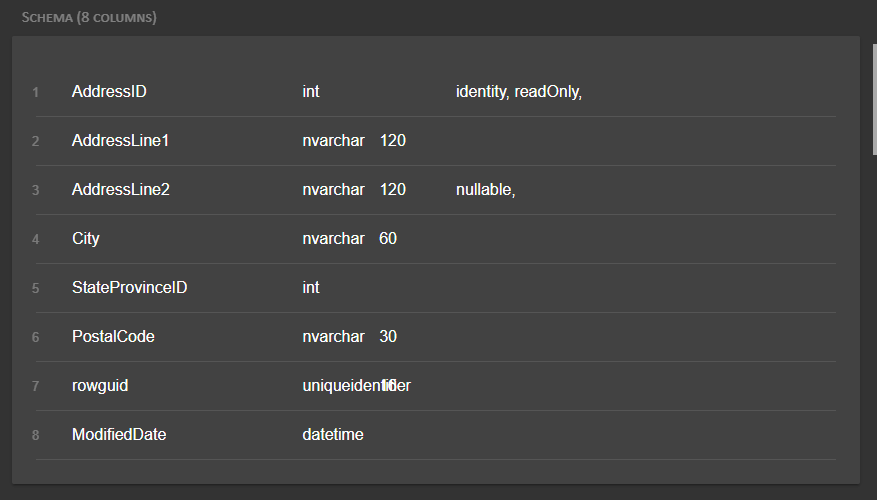 Schema (8 columns)
1 AddressID int identity, readOnly,
2 AddressLine1 nvarchar 120
3 AddressLine2 nvarchar 120 nullable,
4 City nvarchar 60
5 StateProvinceID int
6 PostalCode nvarchar 30
7 rowguid uniqueidentifier
8 ModifiedDate datetime